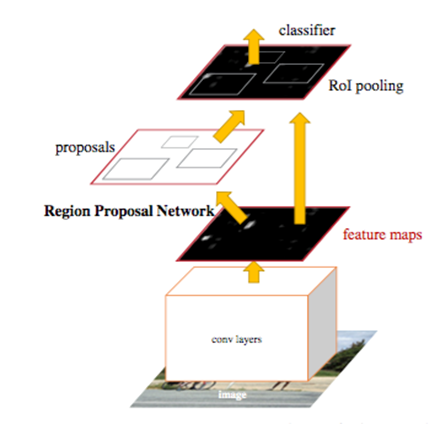 classifier
RoI pooling
proposals
Region Proposal Network
feature maps
conv layers
image